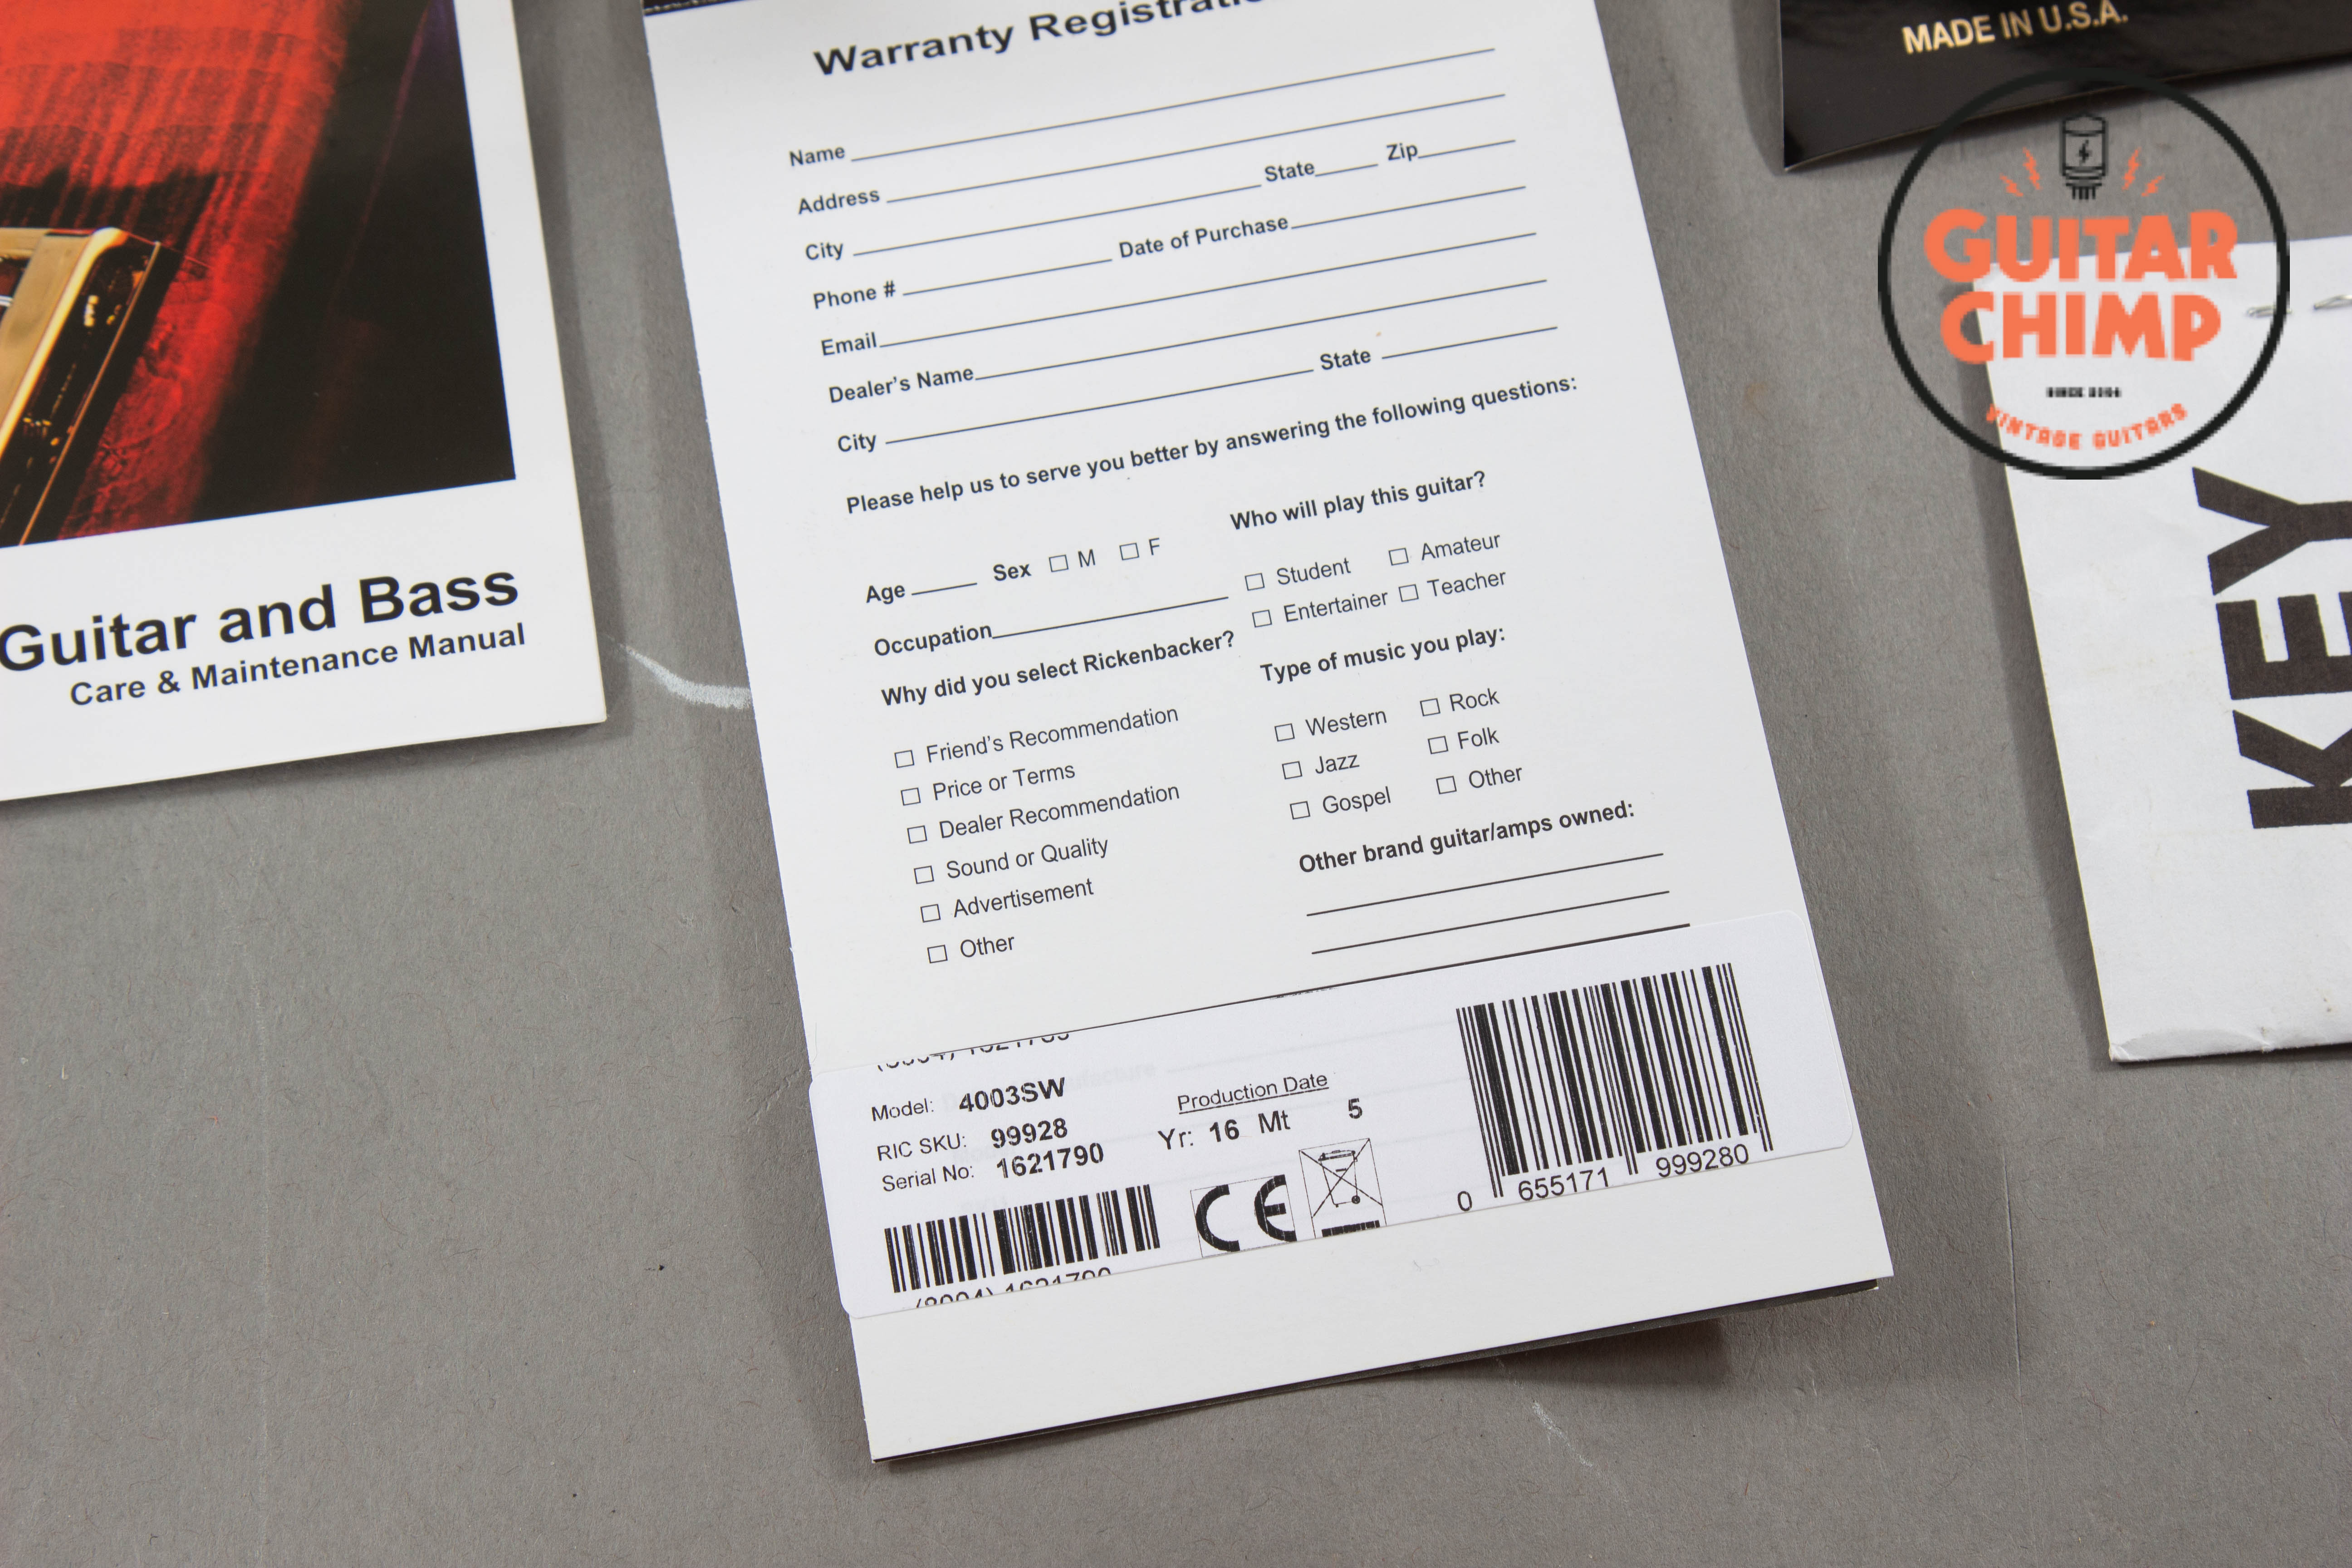 Warranty Registrati
Name
Address
City State Zip
Phone # Date of Purchase
Email
Dealer's Name
City State
Please help us to serve you better by answering the following questions:
Age Sex M F
Occupation
Who will play this guitar?
Student Amateur
Entertainer Teacher
Why did you select Rickenbacker?
Friend's Recommendation
Price or Terms
Dealer Recommendation
Sound or Quality
Advertisement
Other
Type of music you play:
Western Rock
Jazz Folk
Gospel Other
Other brand guitar/amps owned:
Model: 4003SW
RIC SKU: 99928
Serial No: 1621790
Production Date
Yr: 16 Mt 5
(8004) 1621790
CE
0 655171 999280
Guitar and Bass
Care & Maintenance Manual
MADE IN U.S.A.
GUITAR
CHIMP
VINTAGE GUITARS
KEY